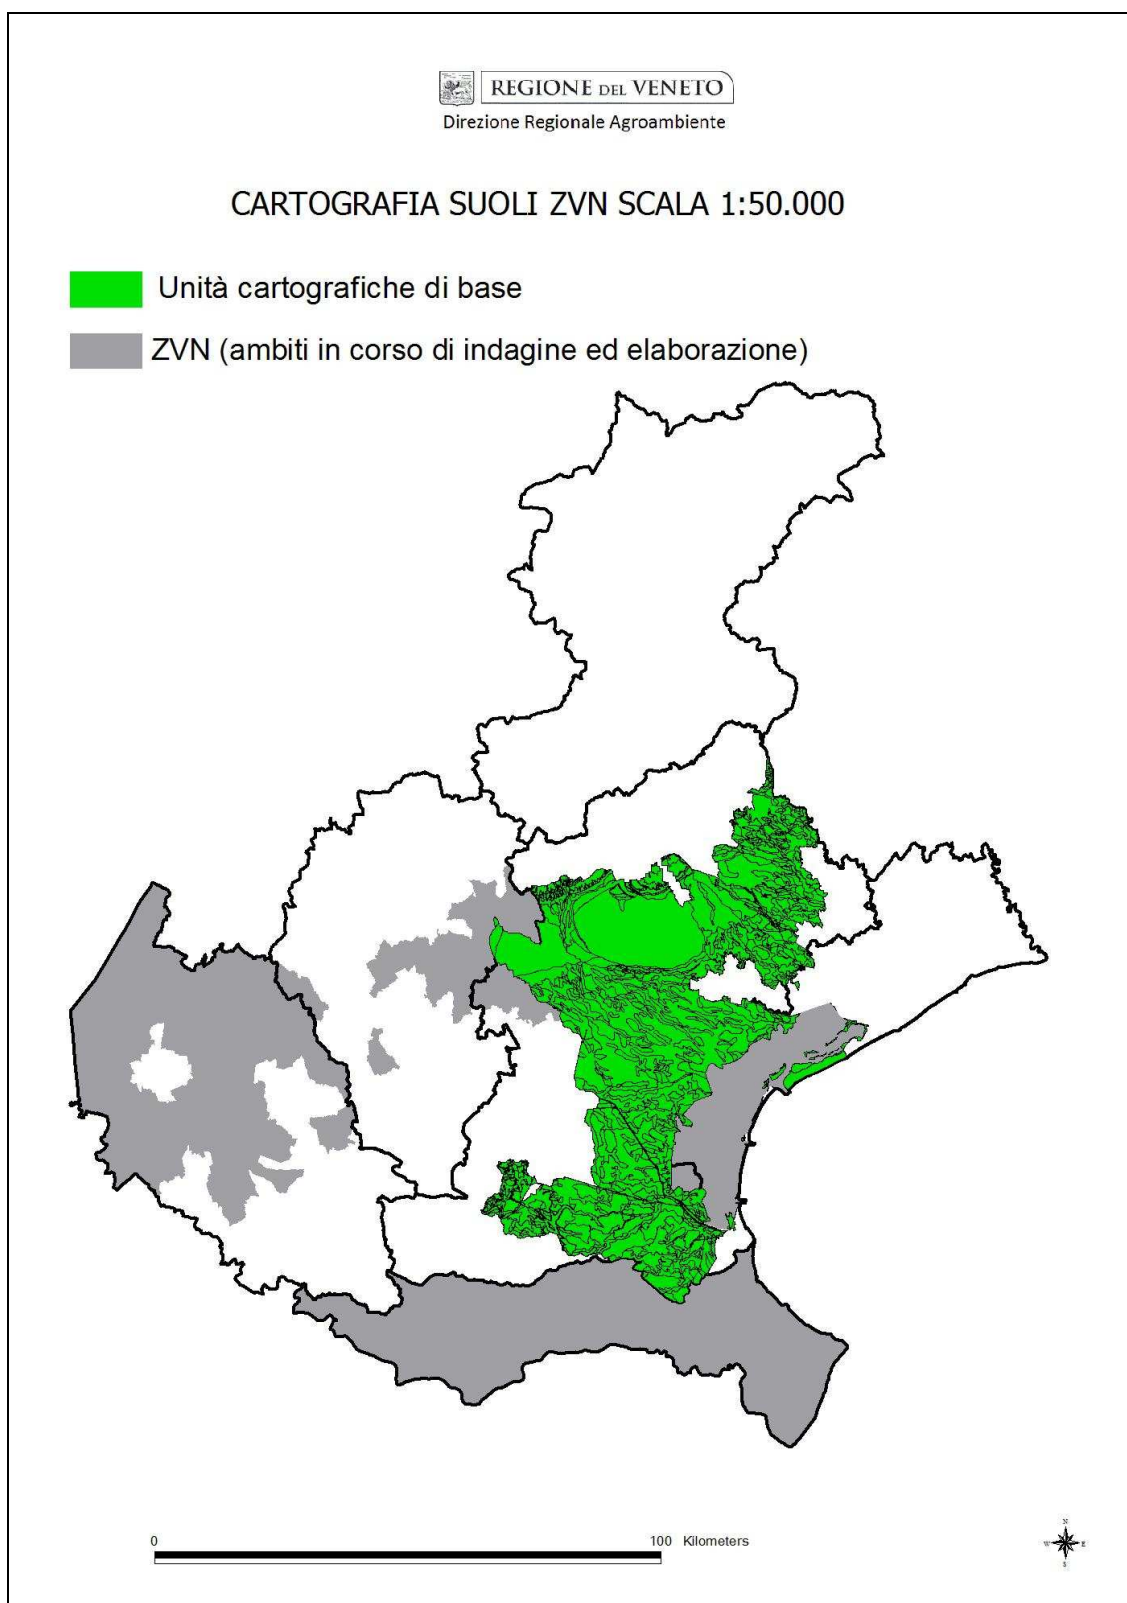 REGIONE DEL VENETO
Direzione Regionale Agroambiente
CARTOGRAFIA SUOLI ZVN SCALA 1:50.000
Unità cartografiche di base
ZVN (ambiti in corso di indagine ed elaborazione)
0 100 Kilometers
N
W E
S